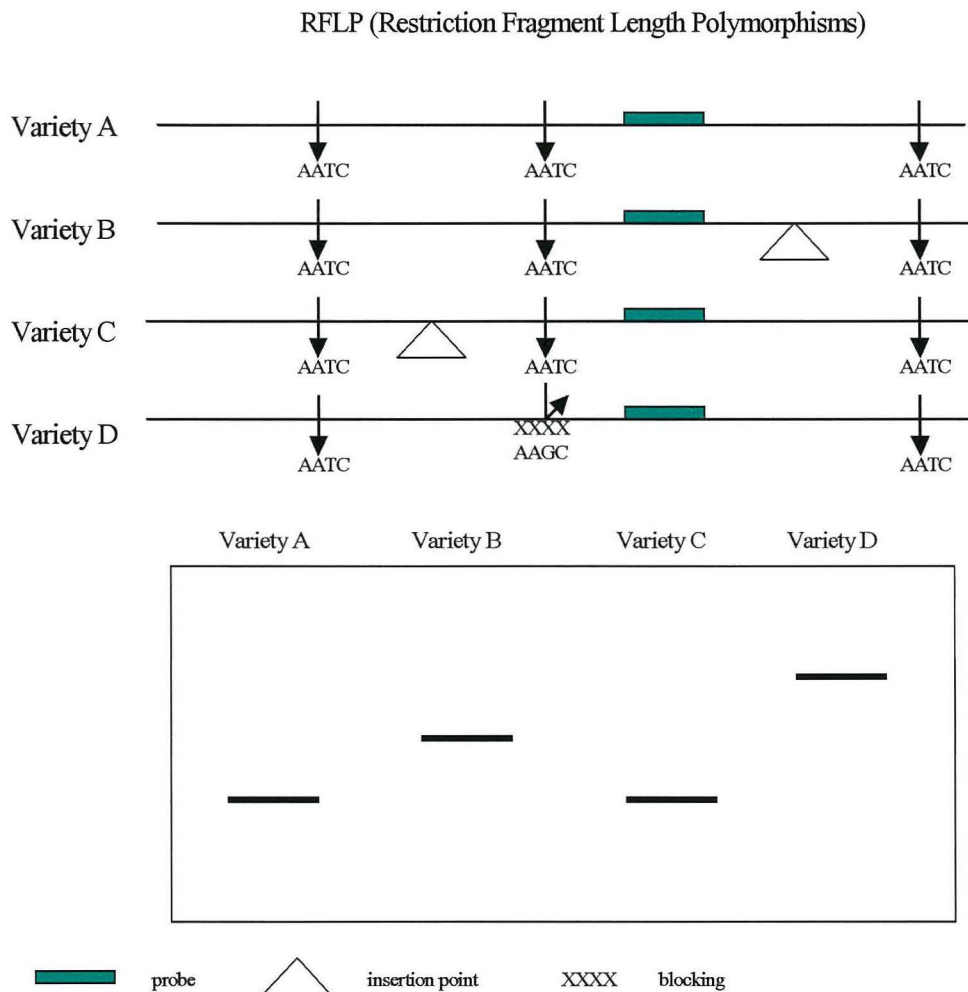 RFLP (Restriction Fragment Length Polymorphisms)
Variety A
AATC AATC AATC
Variety B
AATC AATC AATC
Variety C
AATC AATC AATC
Variety D
XXXX
AAGC
AATC AATC
Variety A Variety B Variety C Variety D
probe insertion point XXXX blocking